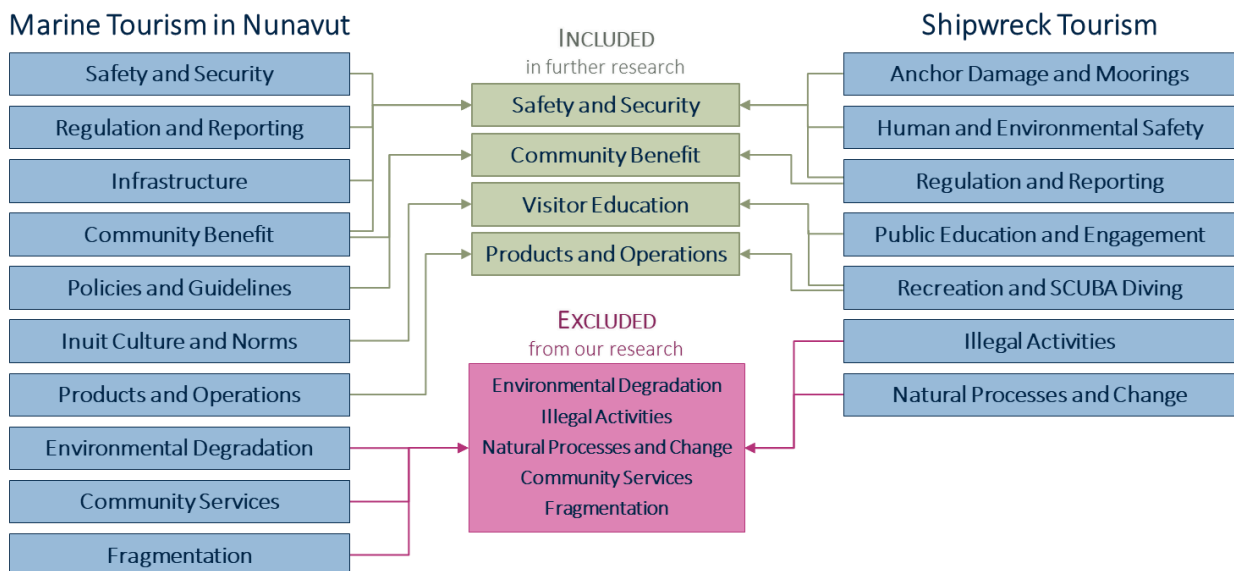 Marine Tourism in Nunavut
Safety and Security
Regulation and Reporting
Infrastructure
Community Benefit
Policies and Guidelines
Inuit Culture and Norms
Products and Operations
Environmental Degradation
Community Services
Fragmentation
INCLUDED
in further research
Safety and Security
Community Benefit
Visitor Education
Products and Operations
EXCLUDED
from our research
Environmental Degradation
Illegal Activities
Natural Processes and Change
Community Services
Fragmentation
Shipwreck Tourism
Anchor Damage and Moorings
Human and Environmental Safety
Regulation and Reporting
Public Education and Engagement
Recreation and SCUBA Diving
Illegal Activities
Natural Processes and Change